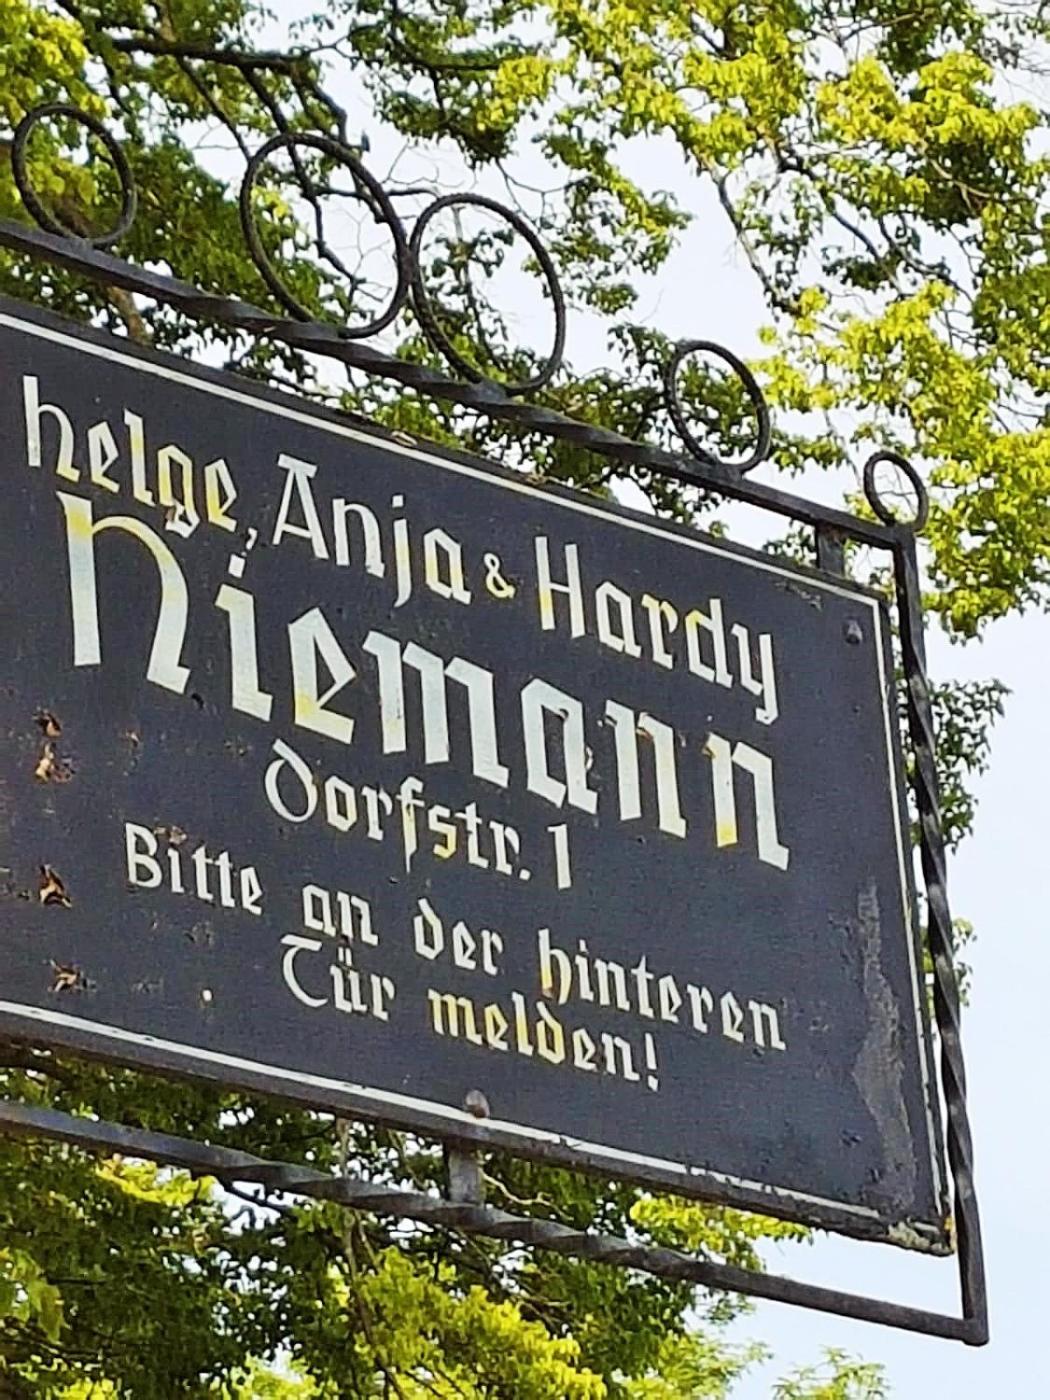 helge, Anja & Hardy
Niemann
Dorfstr. 1
Bitte an der hinteren
Tür melden!